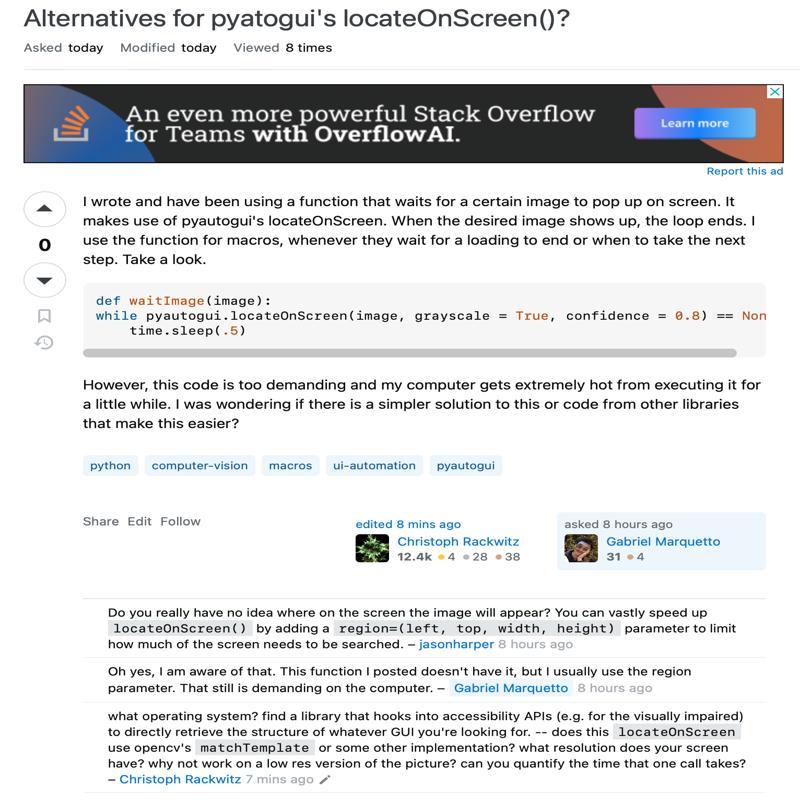 Alternatives for pyatogui's locateOnScreen()?
Asked today Modified today Viewed 8 times
An even more powerful Stack Overflow
for Teams with OverflowAI.
Learn more
Report this ad
I wrote and have been using a function that waits for a certain image to pop up on screen. It
makes use of pyautogui's locateOnScreen. When the desired image shows up, the loop ends. I
use the function for macros, whenever they wait for a loading to end or when to take the next
step. Take a look.
0
def waitImage(image):
while pyautogui.locateOnScreen(image, grayscale = True, confidence = 0.8) == Non
time.sleep(.5)
However, this code is too demanding and my computer gets extremely hot from executing it for
a little while. I was wondering if there is a simpler solution to this or code from other libraries
that make this easier?
python computer-vision macros ui-automation pyautogui
Share Edit Follow
edited 8 mins ago
Christoph Rackwitz
12.4k 4 28 38
asked 8 hours ago
Gabriel Marquetto
31 4
Do you really have no idea where on the screen the image will appear? You can vastly speed up
locateOnScreen() by adding a region=(left, top, width, height) parameter to limit
how much of the screen needs to be searched. – jasonharper 8 hours ago
Oh yes, I am aware of that. This function I posted doesn't have it, but I usually use the region
parameter. That still is demanding on the computer. – Gabriel Marquetto 8 hours ago
what operating system? find a library that hooks into accessibility APIs (e.g. for the visually impaired)
to directly retrieve the structure of whatever GUI you're looking for. -- does this locateOnScreen
use opencv's matchTemplate or some other implementation? what resolution does your screen
have? why not work on a low res version of the picture? can you quantify the time that one call takes?
– Christoph Rackwitz 7 mins ago